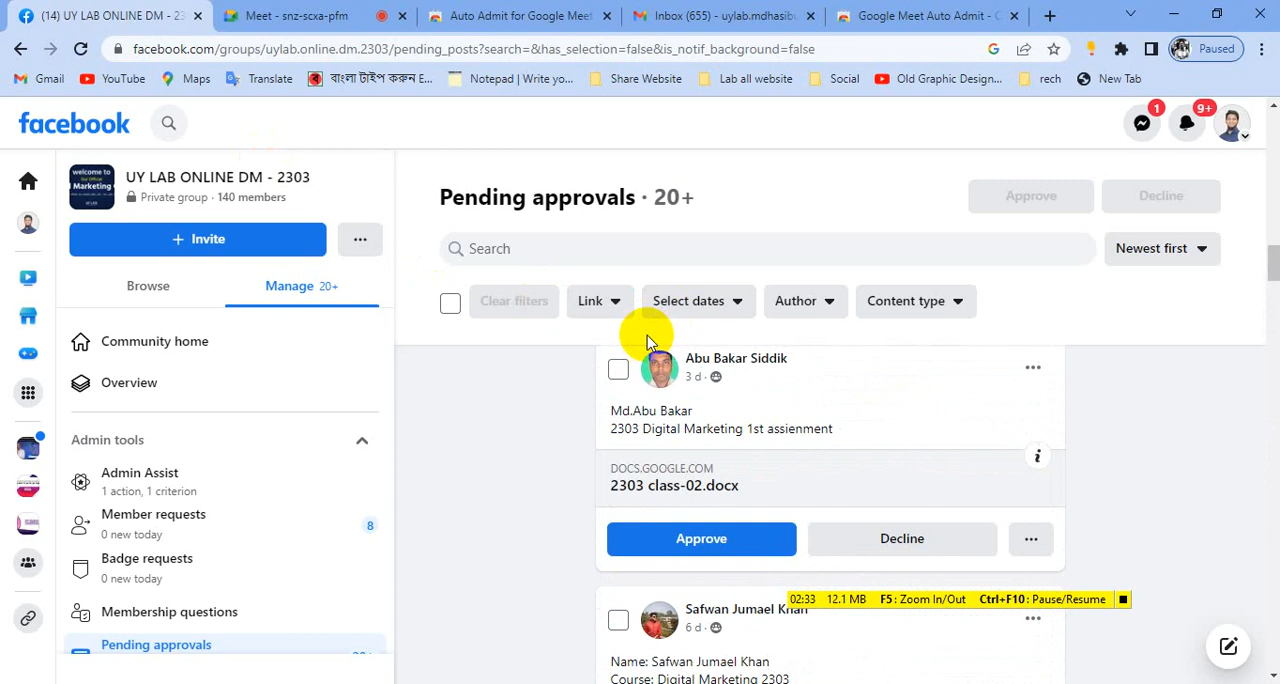 (14) UY LAB ONLINE DM - 23
Meet - snz-scxa-pfm
Auto Admit for Google Meet
Inbox (655) - uylab.mdhasibu
Google Meet Auto Admit - C
facebook.com/groups/uylab.online.dm.2303/pending_posts?search=&has_selection=false&is_notif_background=false
Paused
Gmail
YouTube
Maps
Translate
বাংলা টাইপ করুন E...
Notepad | Write yo...
Share Website
Lab all website
Social
Old Graphic Design...
rech
New Tab
facebook
1
9+
welcome to
Marketing
UY LAB ONLINE DM - 2303
Private group · 140 members
+ Invite
...
Browse
Manage 20+
Community home
Overview
Admin tools
Admin Assist
1 action, 1 criterion
Member requests
0 new today
8
Badge requests
0 new today
Membership questions
Pending approvals
Pending approvals · 20+
Approve
Decline
Search
Newest first
Clear filters
Link
Select dates
Author
Content type
Abu Bakar Siddik
3 d ·
Md.Abu Bakar
2303 Digital Marketing 1st assienment
DOCS.GOOGLE.COM
2303 class-02.docx
Approve
Decline
...
02:33 12.1 MB F5: Zoom In/Out Ctrl+F10: Pause/Resume
Safwan Jumael Khan
6 d ·
Name: Safwan Jumael Khan
Course: Digital Marketing 2303